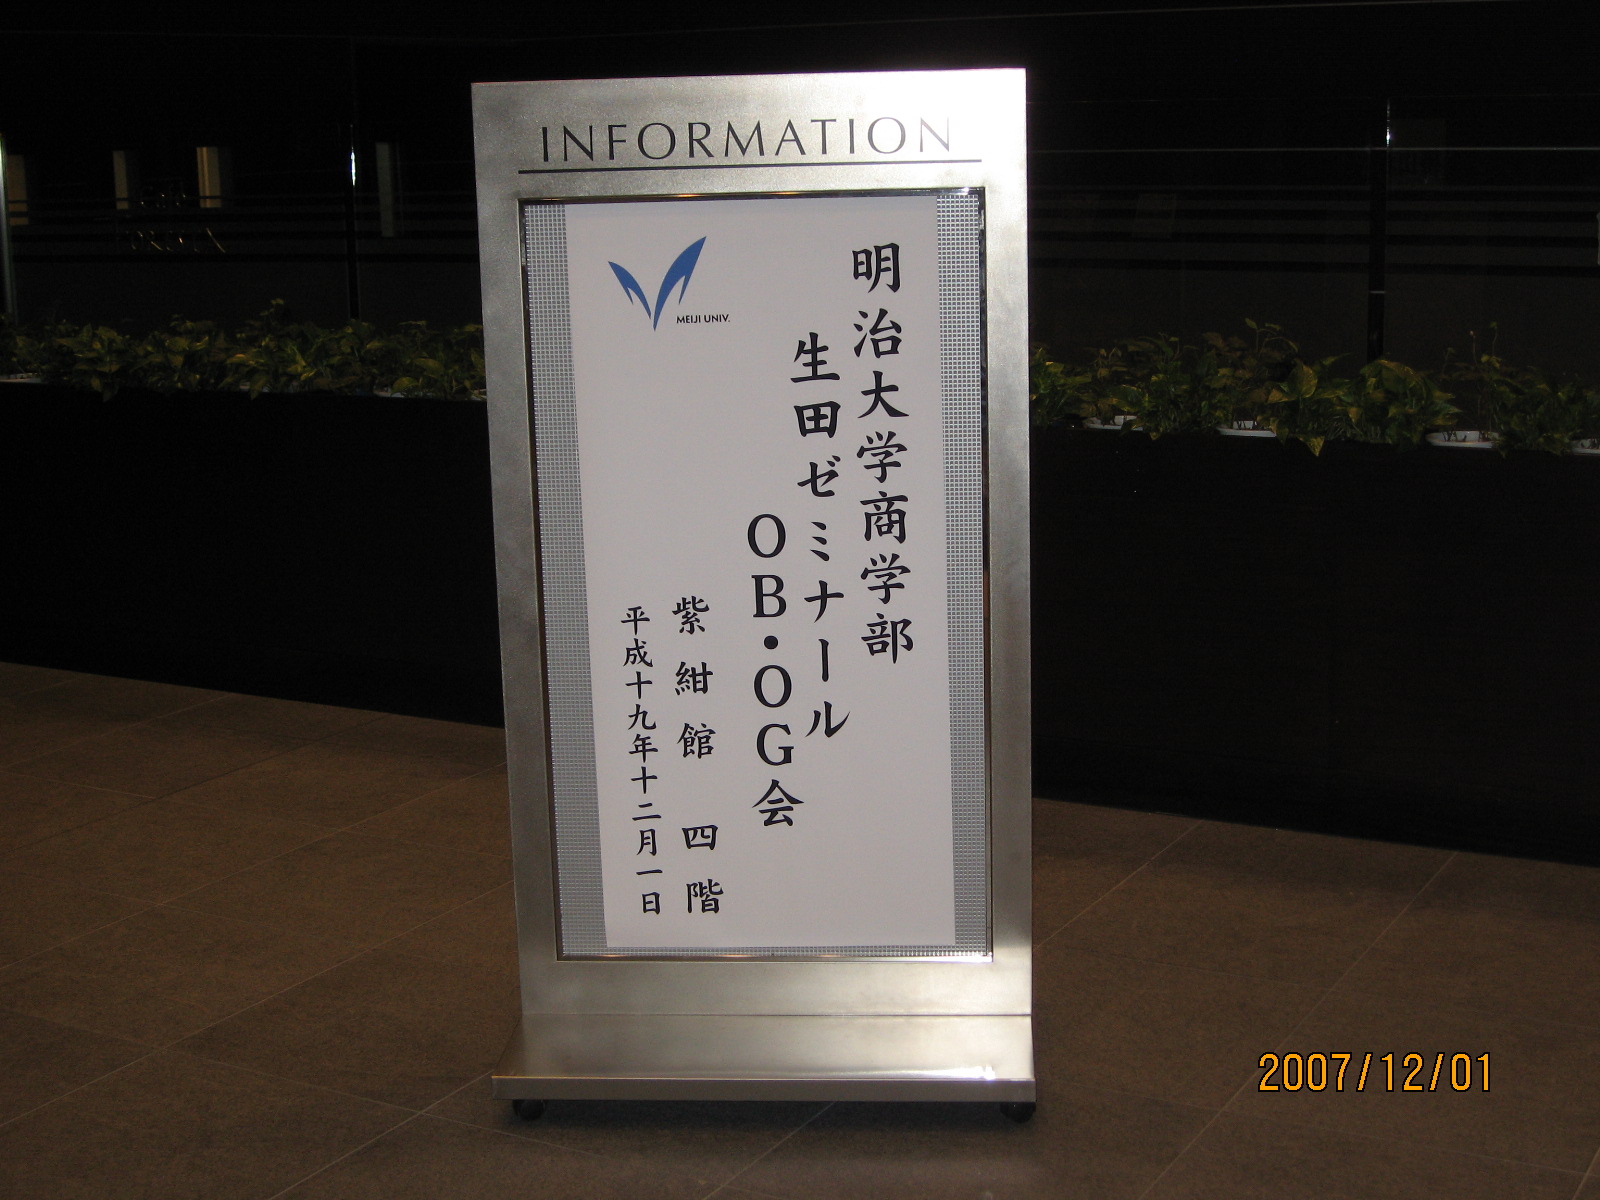 INFORMATION
MEIJI UNIV.
明治大学商学部
生田ゼミナール
OB・OG会
紫紺館 四階
平成十九年十二月一日
2007/12/01